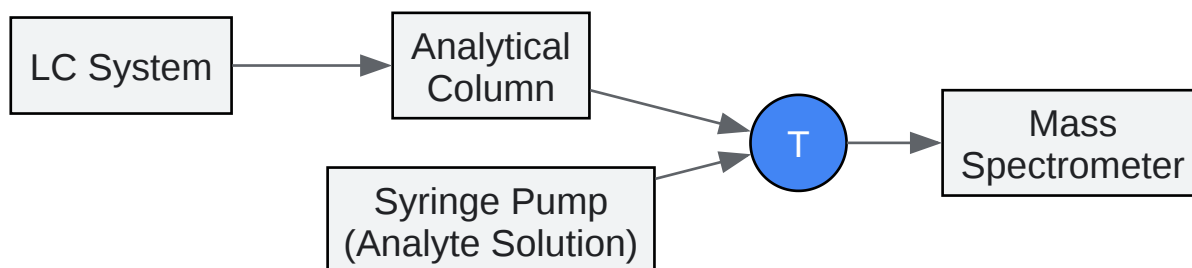 LC System
Analytical
Column
Syringe Pump
(Analyte Solution)
T
Mass
Spectrometer